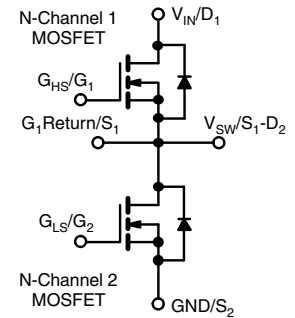 N-Channel 1
MOSFET
V_IN/D_1
G_HS/G_1
G_1Return/S_1
V_SW/S_1-D_2
G_LS/G_2
N-Channel 2
MOSFET
GND/S_2